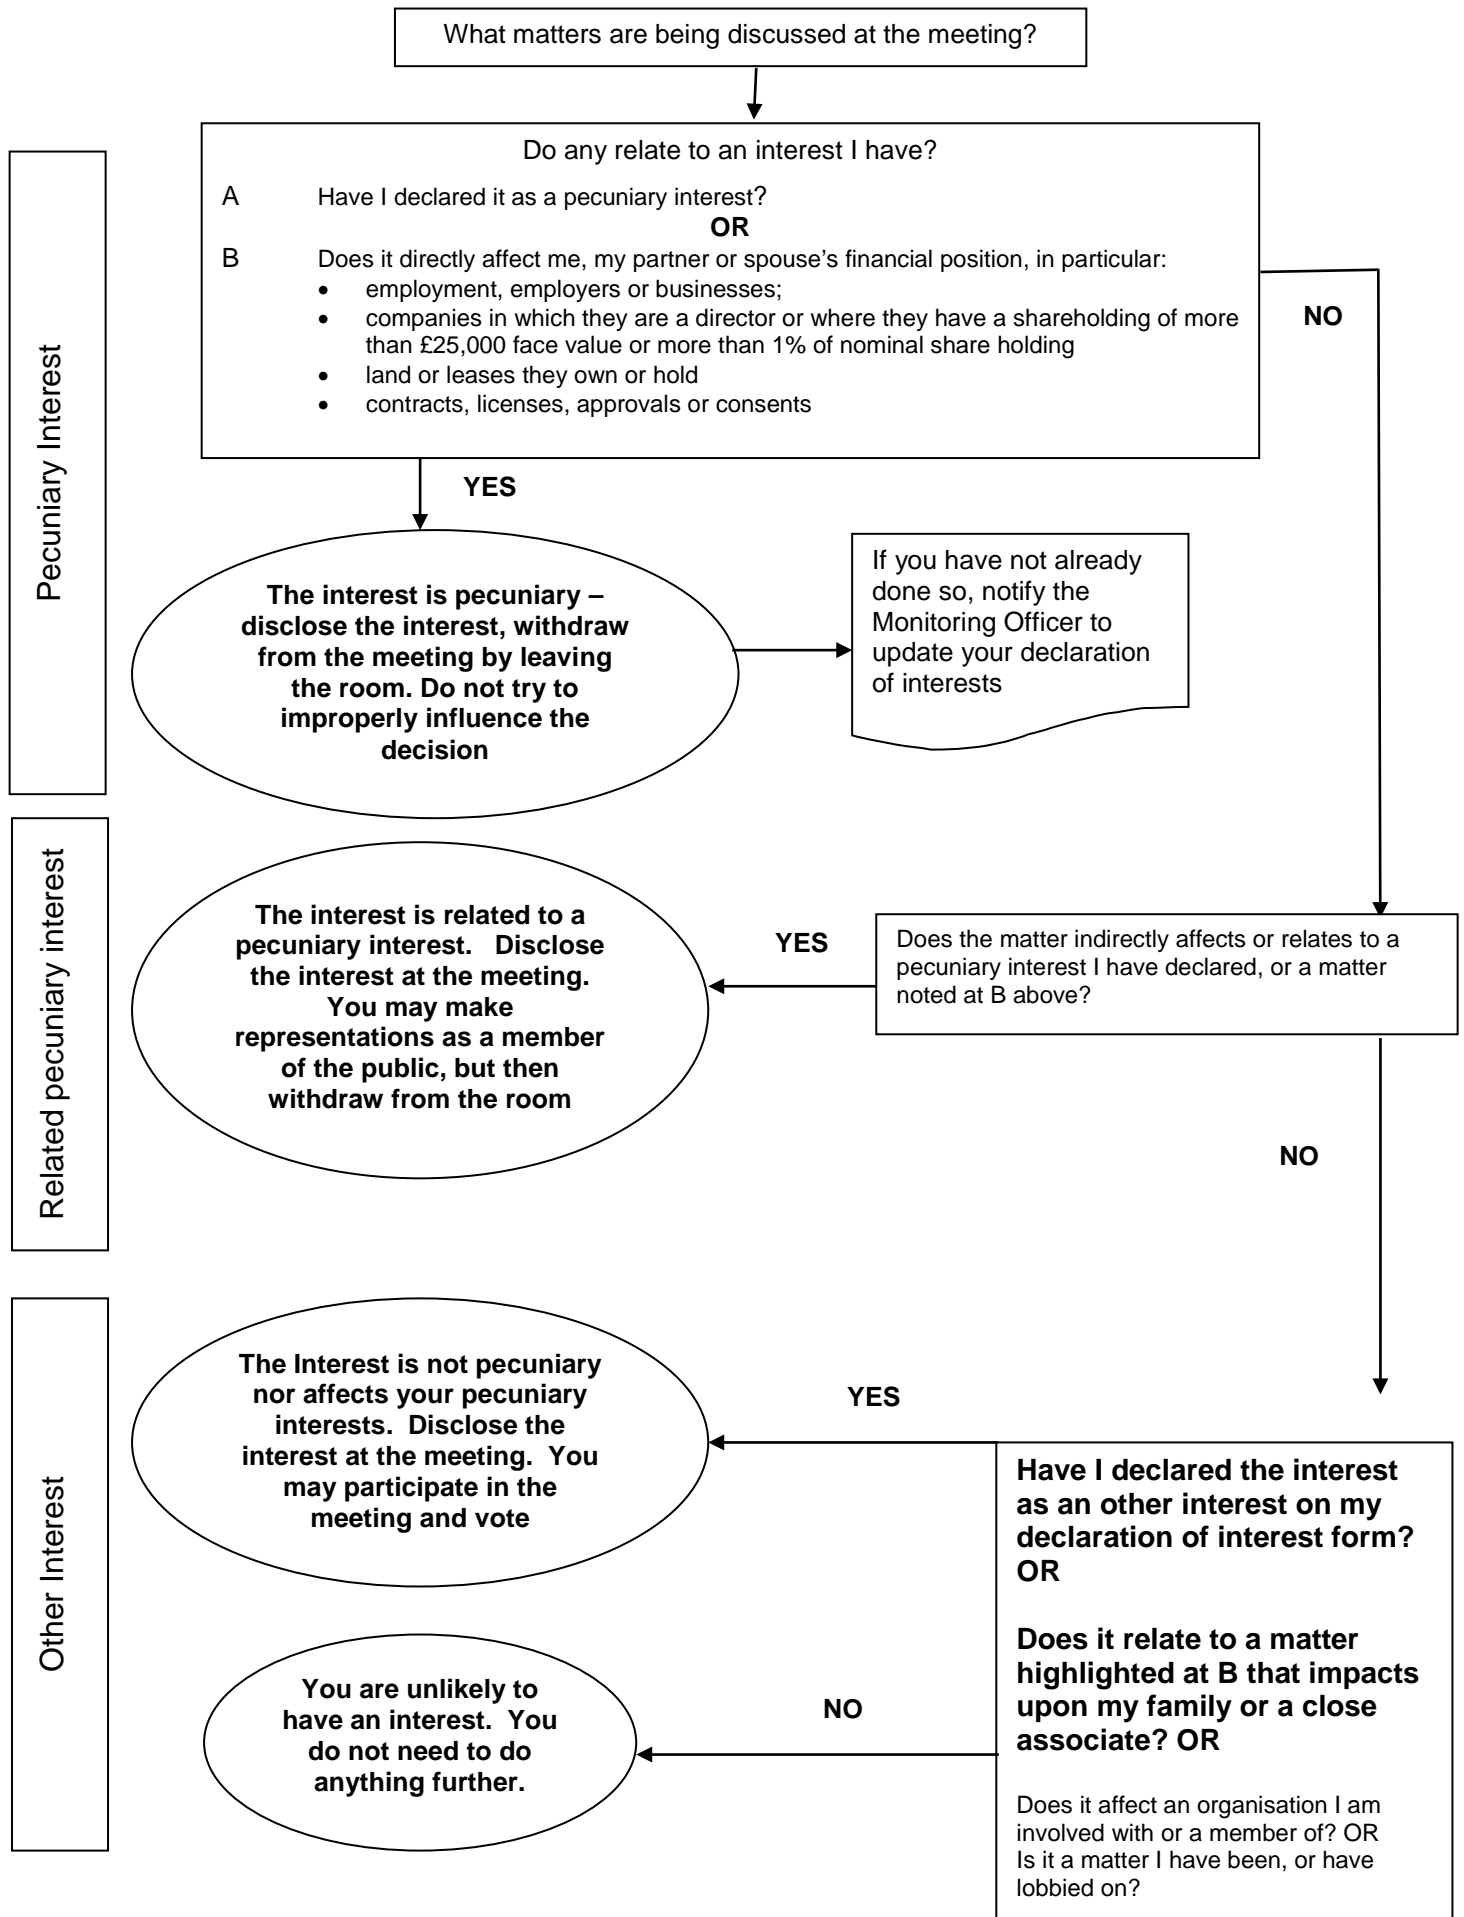 What matters are being discussed at the meeting?
Pecuniary Interest
Do any relate to an interest I have?
A Have I declared it as a pecuniary interest?
OR
B Does it directly affect me, my partner or spouse’s financial position, in particular:
• employment, employers or businesses;
• companies in which they are a director or where they have a shareholding of more
than £25,000 face value or more than 1% of nominal share holding
• land or leases they own or hold
• contracts, licenses, approvals or consents
NO
YES
The interest is pecuniary –
disclose the interest, withdraw
from the meeting by leaving
the room. Do not try to
improperly influence the
decision
If you have not already
done so, notify the
Monitoring Officer to
update your declaration
of interests
Related pecuniary interest
The interest is related to a
pecuniary interest. Disclose
the interest at the meeting.
You may make
representations as a member
of the public, but then
withdraw from the room
YES
Does the matter indirectly affects or relates to a
pecuniary interest I have declared, or a matter
noted at B above?
NO
Other Interest
The Interest is not pecuniary
nor affects your pecuniary
interests. Disclose the
interest at the meeting. You
may participate in the
meeting and vote
YES
Have I declared the interest
as an other interest on my
declaration of interest form?
OR
Does it relate to a matter
highlighted at B that impacts
upon my family or a close
associate? OR
Does it affect an organisation I am
involved with or a member of? OR
Is it a matter I have been, or have
lobbied on?
NO
You are unlikely to
have an interest. You
do not need to do
anything further.